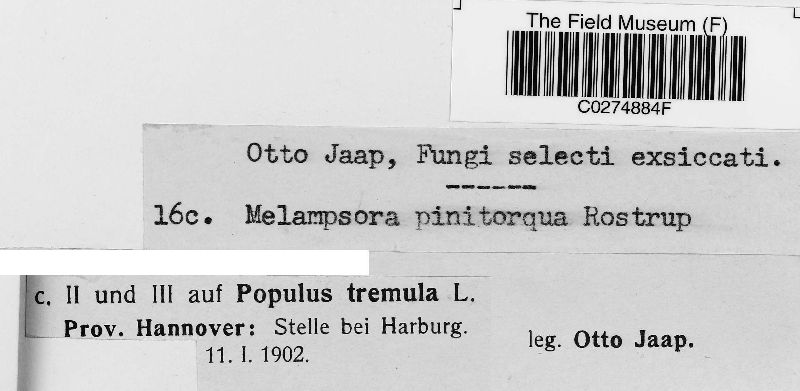 The Field Museum (F)
C0274884F
Otto Jaap, Fungi selecti exsiccati.
16c. Melampsora pinitorqua Rostrup
c. II und III auf Populus tremula L.
Prov. Hannover: Stelle bei Harburg.
11. I. 1902.
leg. Otto Jaap.